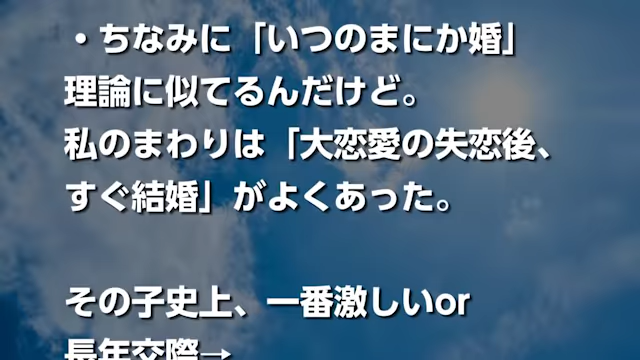 ・ちなみに「いつのまにか婚」
理論に似てるんだけど。
私のまわりは「大恋愛の失恋後、
すぐ結婚」がよくあった。
その子史上、一番激しいor
長年交際→